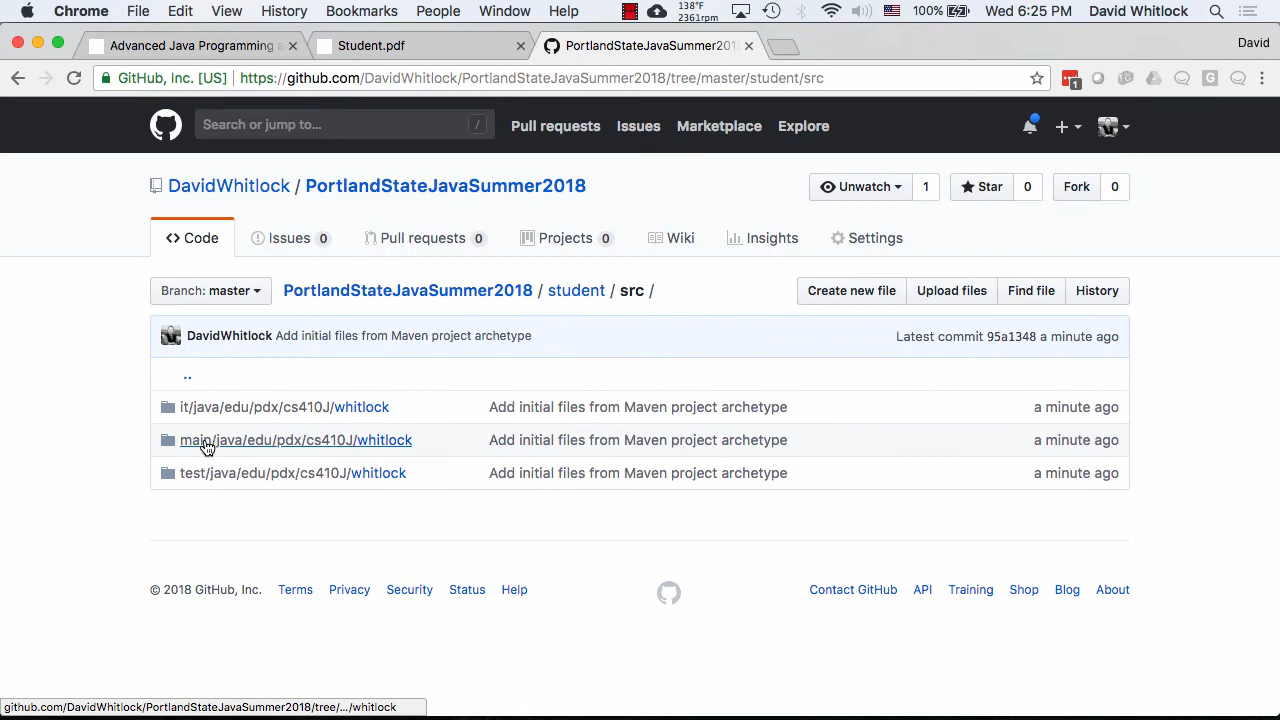 Chrome File Edit View History Bookmarks People Window Help 138°F 2361rpm 100% Wed 6:25 PM David Whitlock
Advanced Java Programming a Student.pdf PortlandStateJavaSummer201 David
GitHub, Inc. [US] https://github.com/DavidWhitlock/PortlandStateJavaSummer2018/tree/master/student/src 1
Search or jump to... / Pull requests Issues Marketplace Explore
DavidWhitlock / PortlandStateJavaSummer2018 Unwatch 1 Star 0 Fork 0
<> Code Issues 0 Pull requests 0 Projects 0 Wiki Insights Settings
Branch: master PortlandStateJavaSummer2018 / student / src / Create new file Upload files Find file History
DavidWhitlock Add initial files from Maven project archetype Latest commit 95a1348 a minute ago
..
it/java/edu/pdx/cs410J/whitlock Add initial files from Maven project archetype a minute ago
main/java/edu/pdx/cs410J/whitlock Add initial files from Maven project archetype a minute ago
test/java/edu/pdx/cs410J/whitlock Add initial files from Maven project archetype a minute ago
© 2018 GitHub, Inc. Terms Privacy Security Status Help Contact GitHub API Training Shop Blog About
github.com/DavidWhitlock/PortlandStateJavaSummer2018/tree/.../whitlock